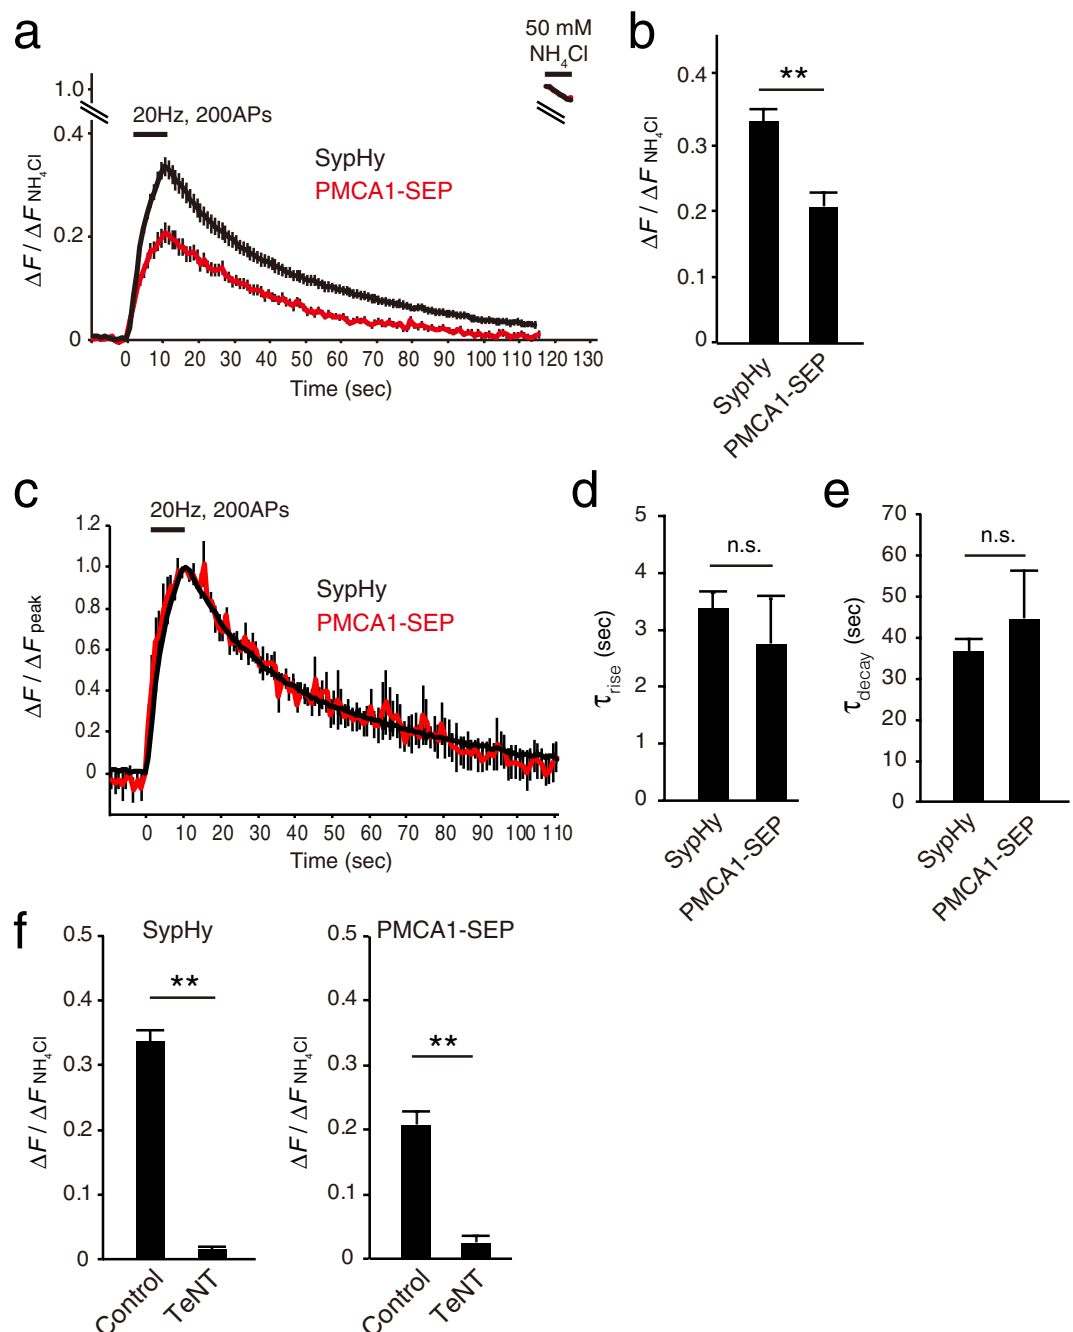 a
50 mM
NH4Cl
1.0
20Hz, 200APs
0.4
0.2
0
ΔF / ΔF NH4Cl
SypHy
PMCA1-SEP
0 10 20 30 40 50 60 70 80 90 100 110 120 130
Time (sec)
b
**
0.4
0.3
0.2
0.1
0
ΔF / ΔF NH4Cl
SypHy
PMCA1-SEP
c
20Hz, 200APs
1.2
1.0
0.8
0.6
0.4
0.2
0
ΔF / ΔF peak
SypHy
PMCA1-SEP
0 10 20 30 40 50 60 70 80 90 100 110
Time (sec)
d
n.s.
5
4
3
2
1
0
τrise (sec)
SypHy
PMCA1-SEP
e
n.s.
70
60
50
40
30
20
10
0
τdecay (sec)
SypHy
PMCA1-SEP
f
SypHy
**
0.5
0.4
0.3
0.2
0.1
0
ΔF / ΔF NH4Cl
Control
TeNT
PMCA1-SEP
**
0.5
0.4
0.3
0.2
0.1
0
ΔF / ΔF NH4Cl
Control
TeNT